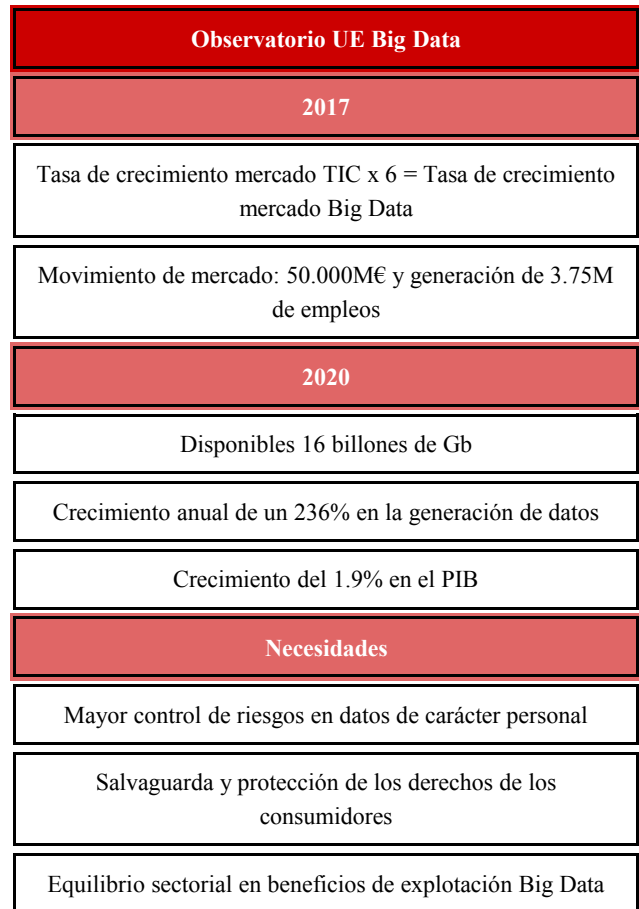 Observatorio UE Big Data
2017
Tasa de crecimiento mercado TIC x 6 = Tasa de crecimiento
mercado Big Data
Movimiento de mercado: 50.000M€ y generación de 3.75M
de empleos
2020
Disponibles 16 billones de Gb
Crecimiento anual de un 236% en la generación de datos
Crecimiento del 1.9% en el PIB
Necesidades
Mayor control de riesgos en datos de carácter personal
Salvaguarda y protección de los derechos de los
consumidores
Equilibrio sectorial en beneficios de explotación Big Data